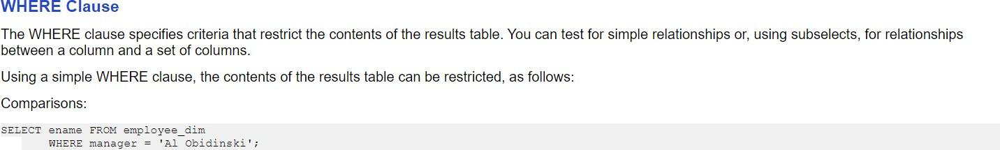 WHERE Clause
The WHERE clause specifies criteria that restrict the contents of the results table. You can test for simple relationships or, using subselects, for relationships
between a column and a set of columns.
Using a simple WHERE clause, the contents of the results table can be restricted, as follows:
Comparisons:
SELECT ename FROM employee_dim
WHERE manager = 'Al Obidinski';